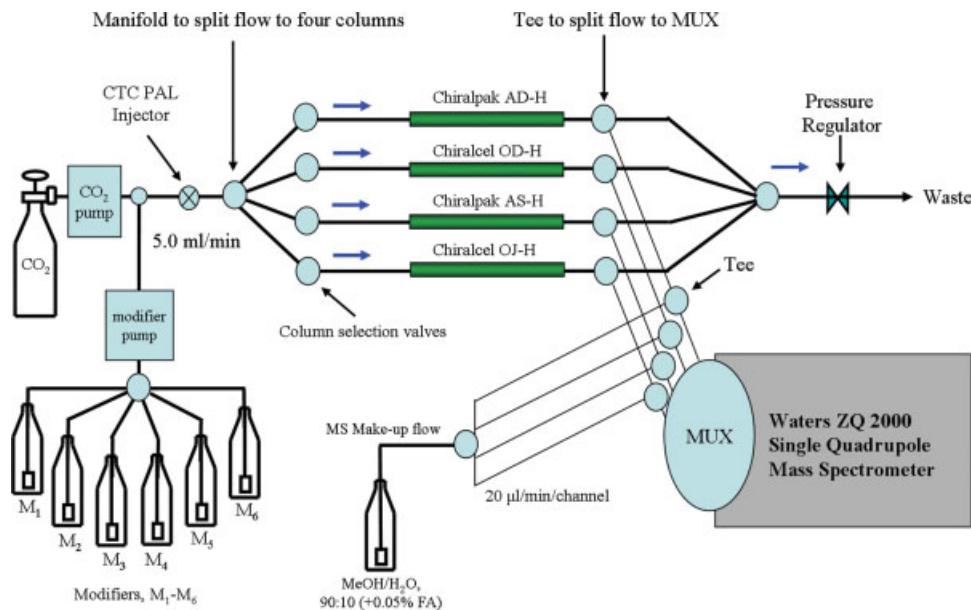 Manifold to split flow to four columns
Tee to split flow to MUX
CTC PAL
Injector
Chiralpak AD-H
Pressure
Regulator
CO2
pump
Chiralcel OD-H
Waste
Chiralpak AS-H
5.0 ml/min
CO2
Chiralcel OJ-H
Tee
modifier
pump
Column selection valves
MS Make-up flow
MUX
Waters ZQ 2000
Single Quadrupole
Mass Spectrometer
20 µl/min/channel
M1
M2
M3
M4
M5
M6
Modifiers, M1-M6
MeOH/H2O,
90:10 (+0.05% FA)